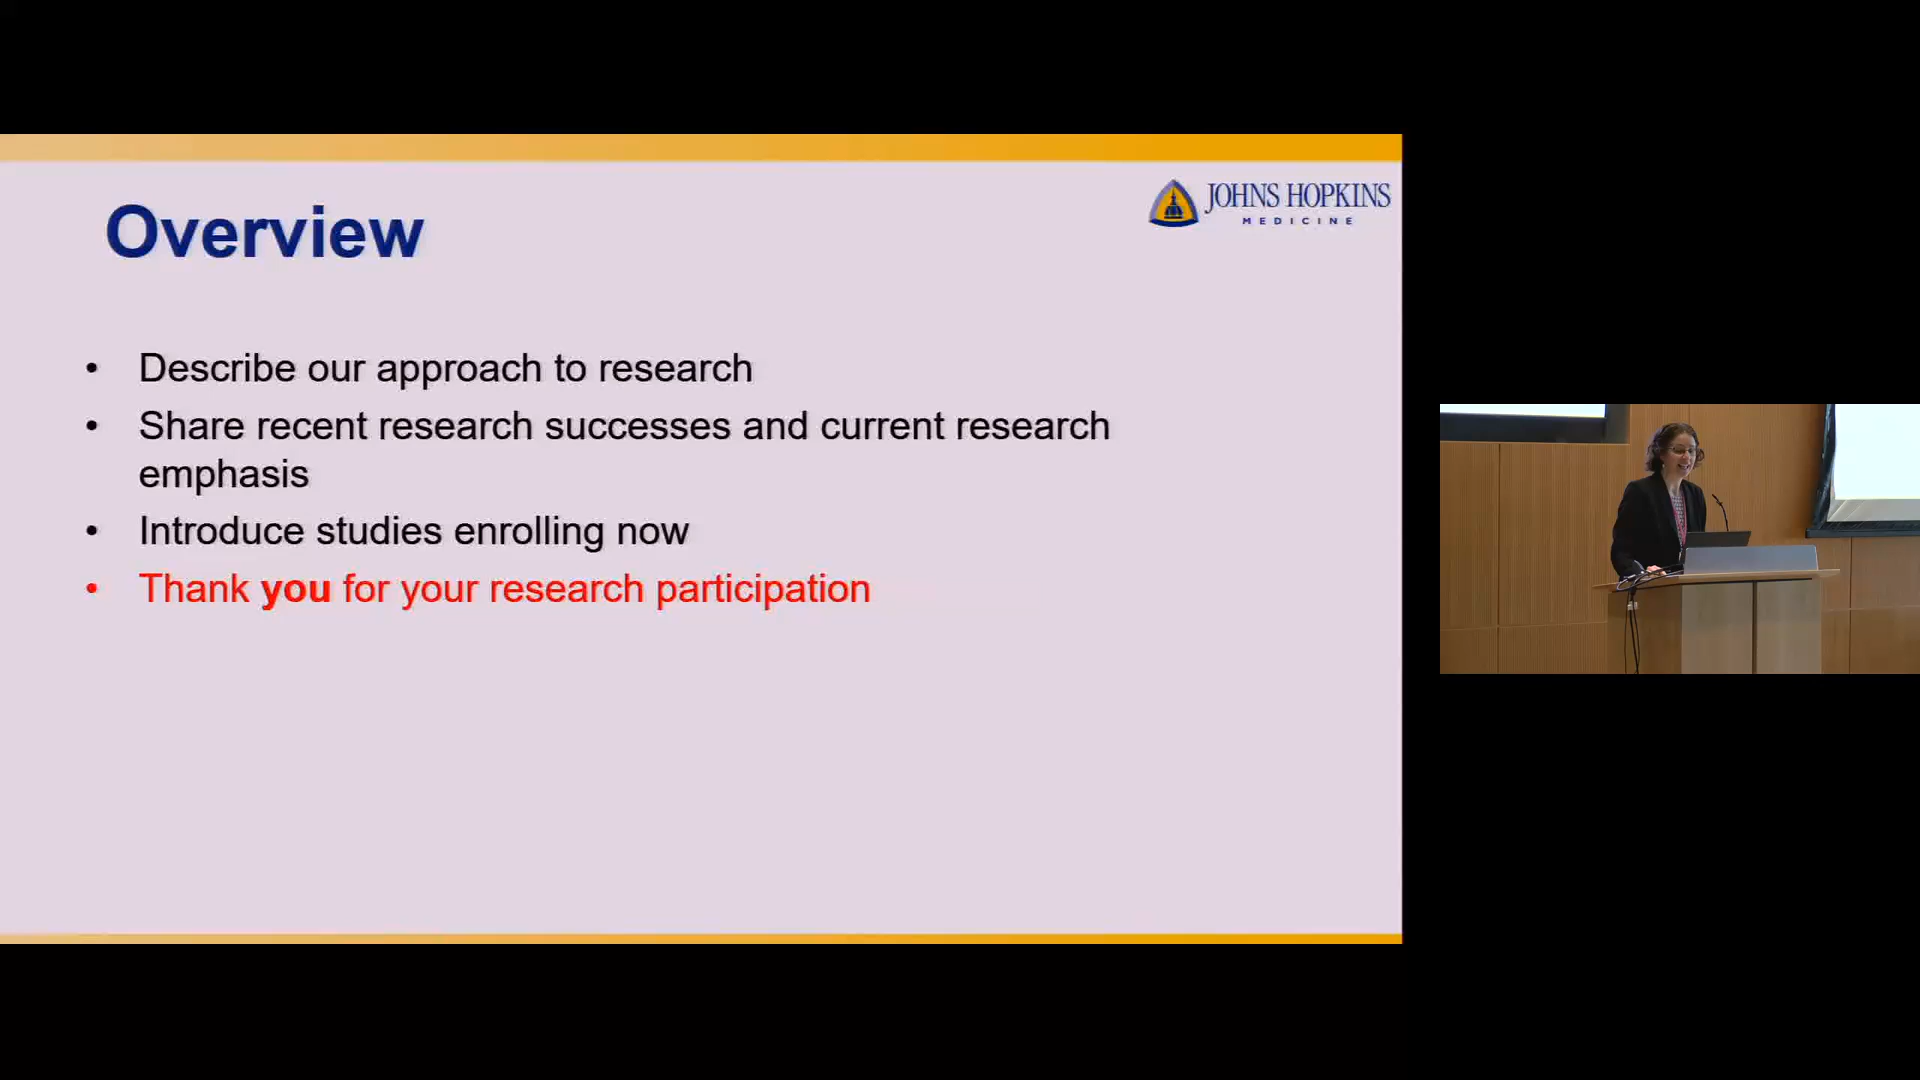 JOHNS HOPKINS
MEDICINE
Overview
• Describe our approach to research
• Share recent research successes and current research
emphasis
• Introduce studies enrolling now
• Thank you for your research participation